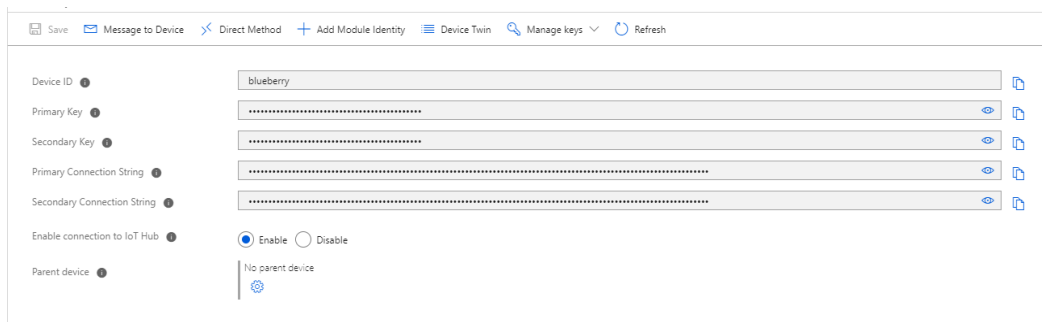 Save Message to Device Direct Method Add Module Identity Device Twin Manage keys Refresh
Device ID blueberry
Primary Key ••••••••••••••••••••••••••••••••••••••••••••
Secondary Key ••••••••••••••••••••••••••••••••••••••••••••
Primary Connection String ••••••••••••••••••••••••••••••••••••••••••••••••••••••••••••••••••••••••••••••••••••••••••••••••••••••••••••••••••••
Secondary Connection String ••••••••••••••••••••••••••••••••••••••••••••••••••••••••••••••••••••••••••••••••••••••••••••••••••••••••••••••••••••
Enable connection to IoT Hub Enable Disable
Parent device No parent device